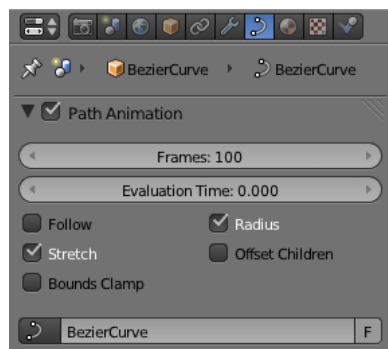 BezierCurve BezierCurve
Path Animation
Frames: 100
Evaluation Time: 0.000
Follow Radius
Stretch Offset Children
Bounds Clamp
BezierCurve F